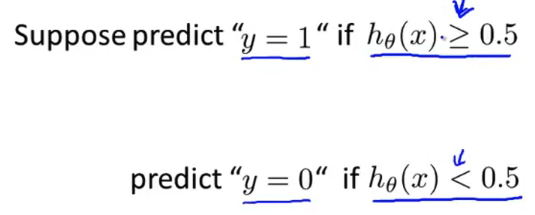 Suppose predict “y = 1“ if hθ(x) ≥ 0.5
predict “y = 0“ if hθ(x) < 0.5